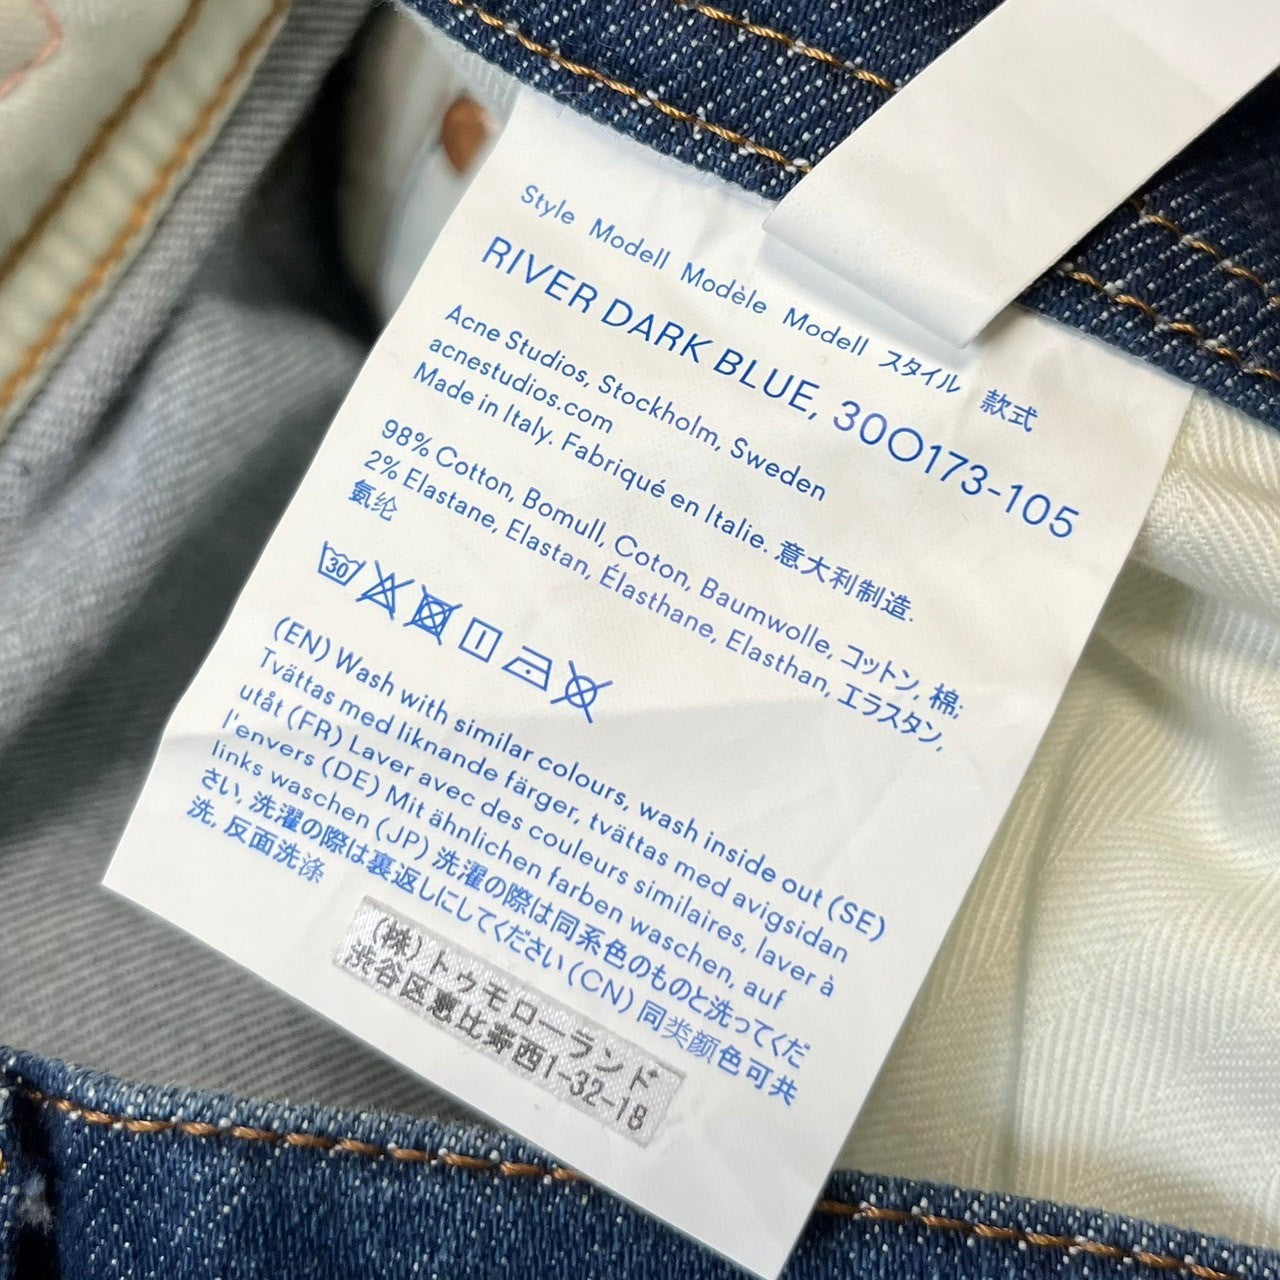 Style Modell Modèle Modell スタイル 款式
RIVER DARK BLUE, 30O173-105
Acne Studios, Stockholm, Sweden
acnestudios.com
Made in Italy. Fabriqué en Italie. 意大利制造.
98% Cotton, Bomull, Coton, Baumwolle, コットン, 棉;
2% Elastane, Elastan, Élasthane, Elasthan, エラスタン,
氨纶
30
(EN) Wash with similar colours, wash inside out (SE)
Tvättas med liknande färger, tvättas med avigsidan
utåt (FR) Laver avec des couleurs similaires, laver à
l'envers (DE) Mit ähnlichen farben waschen, auf
links waschen (JP) 洗濯の際は同系色のものと洗ってくだ
さい, 洗濯の際は裏返しにしてください (CN) 同类颜色可共
洗, 反面洗涤
(株)トゥモローランド
渋谷区恵比寿西1-32-18